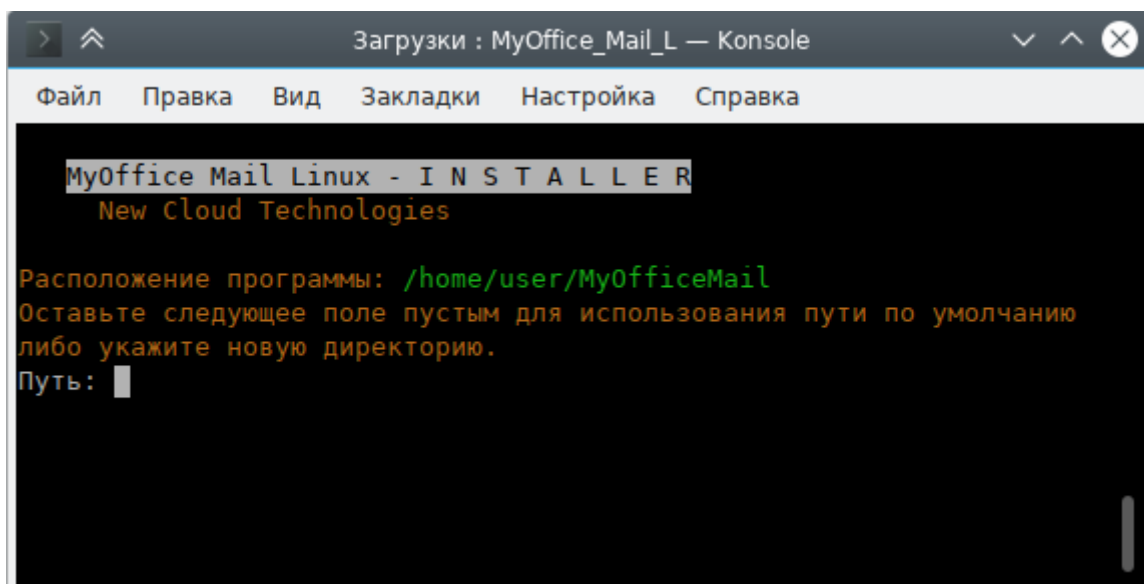 Загрузки : MyOffice_Mail_L — Konsole
Файл Правка Вид Закладки Настройка Справка
MyOffice Mail Linux - I N S T A L L E R
New Cloud Technologies
Расположение программы: /home/user/MyOfficeMail
Оставьте следующее поле пустым для использования пути по умолчанию
либо укажите новую директорию.
Путь: